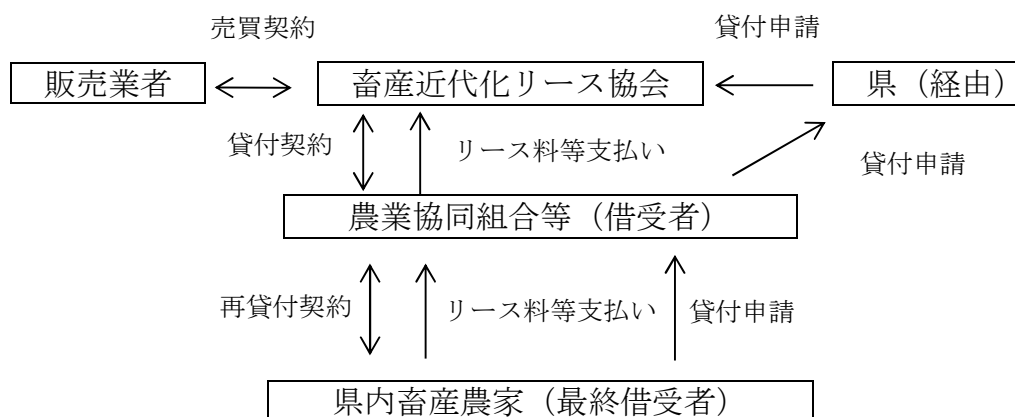 売買契約
貸付申請
販売業者
畜産近代化リース協会
県（経由）
貸付契約
リース料等支払い
貸付申請
農業協同組合等（借受者）
再貸付契約
リース料等支払い
貸付申請
県内畜産農家（最終借受者）